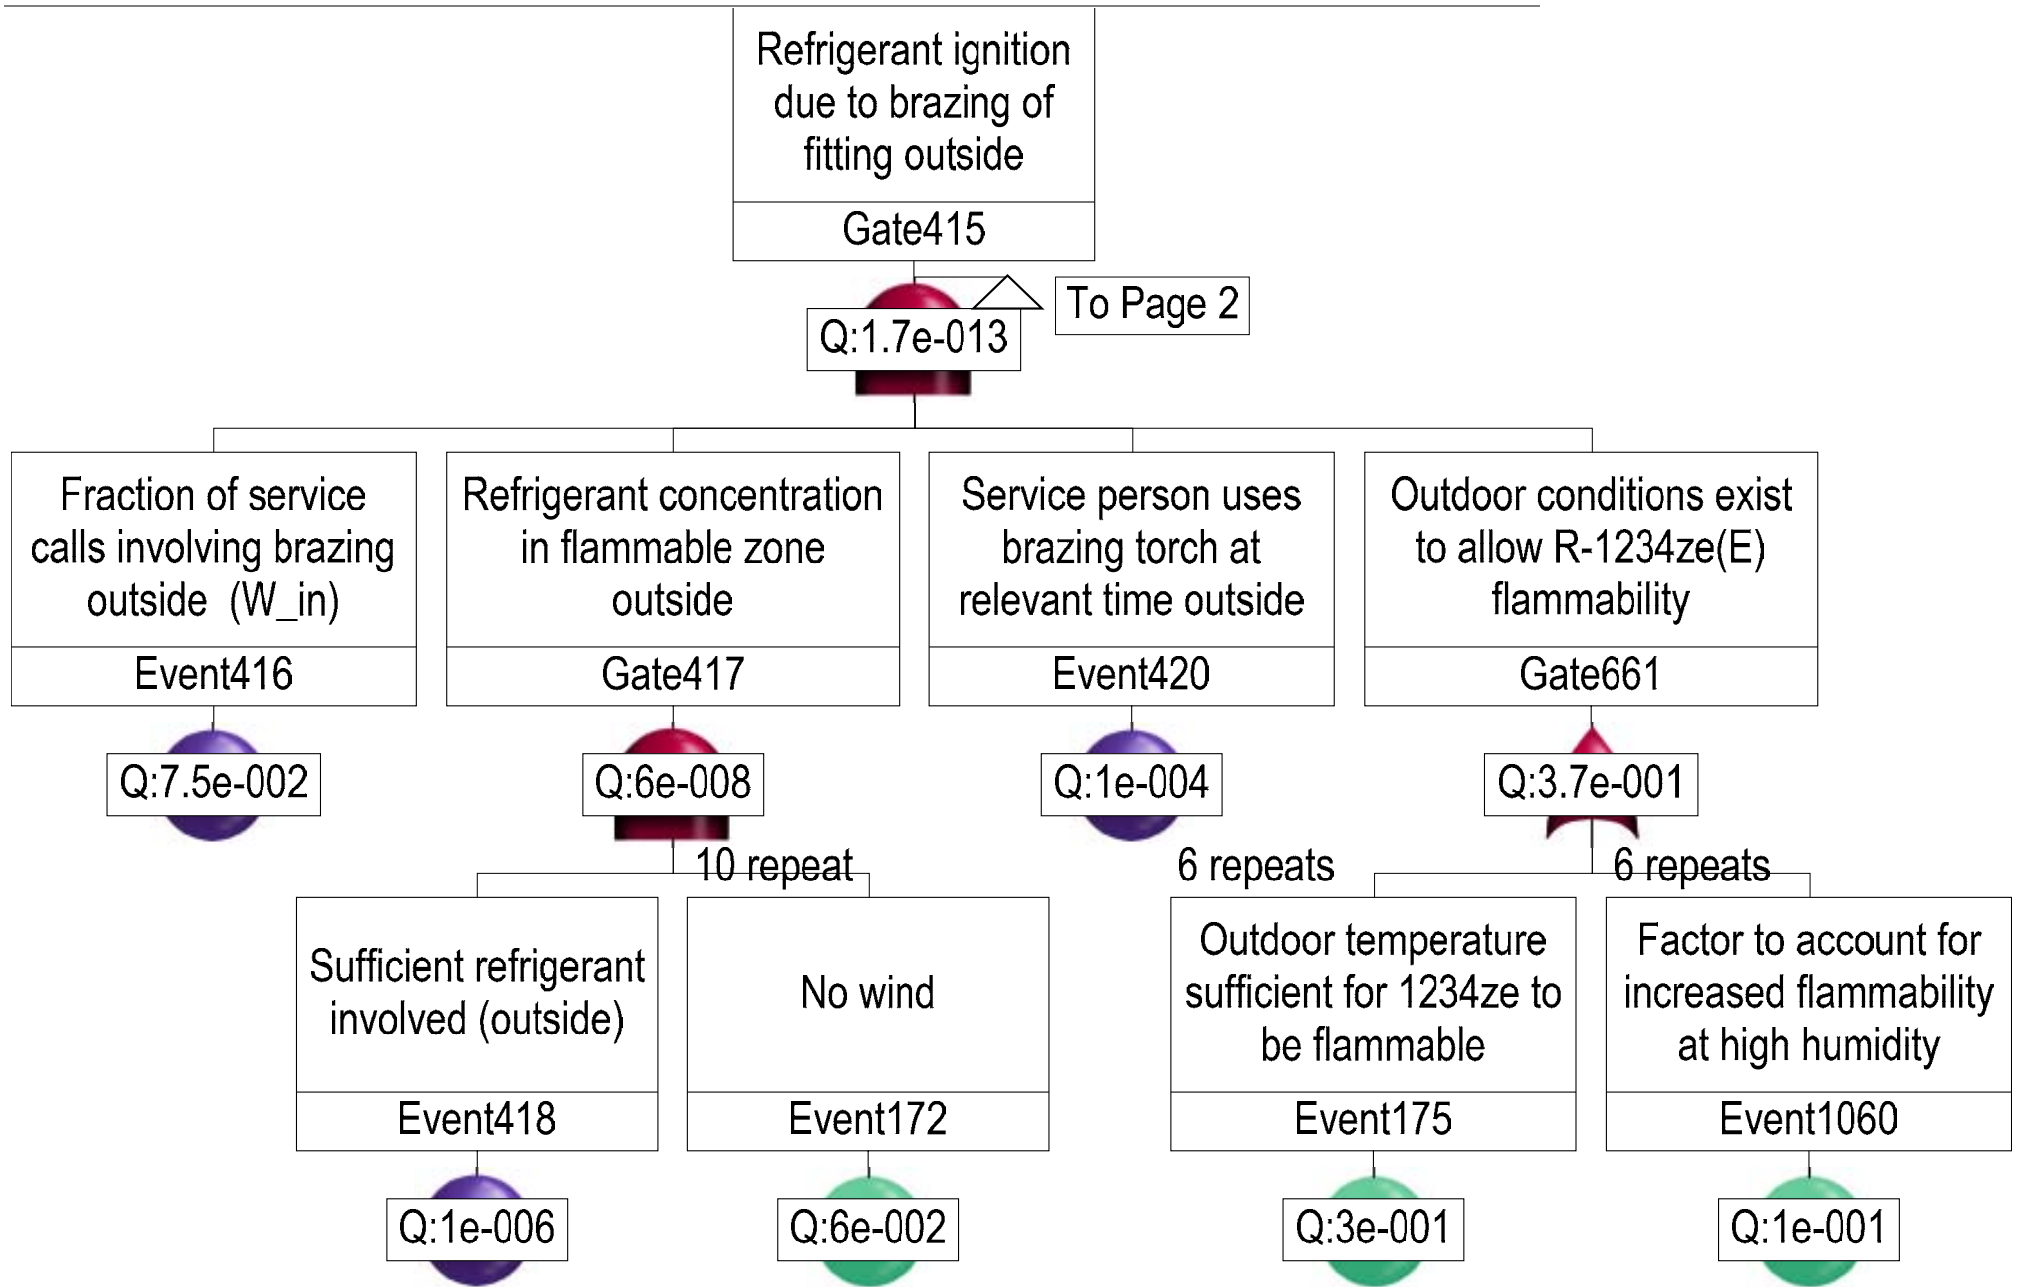 Refrigerant ignition
due to brazing of
fitting outside
Gate415
To Page 2
Q:1.7e-013
Fraction of service
calls involving brazing
outside (W_in)
Event416
Q:7.5e-002
Refrigerant concentration
in flammable zone
outside
Gate417
Q:6e-008
Service person uses
brazing torch at
relevant time outside
Event420
Q:1e-004
Outdoor conditions exist
to allow R-1234ze(E)
flammability
Gate661
Q:3.7e-001
10 repeat
6 repeats
6 repeats
Sufficient refrigerant
involved (outside)
Event418
Q:1e-006
No wind
Event172
Q:6e-002
Outdoor temperature
sufficient for 1234ze to
be flammable
Event175
Q:3e-001
Factor to account for
increased flammability
at high humidity
Event1060
Q:1e-001